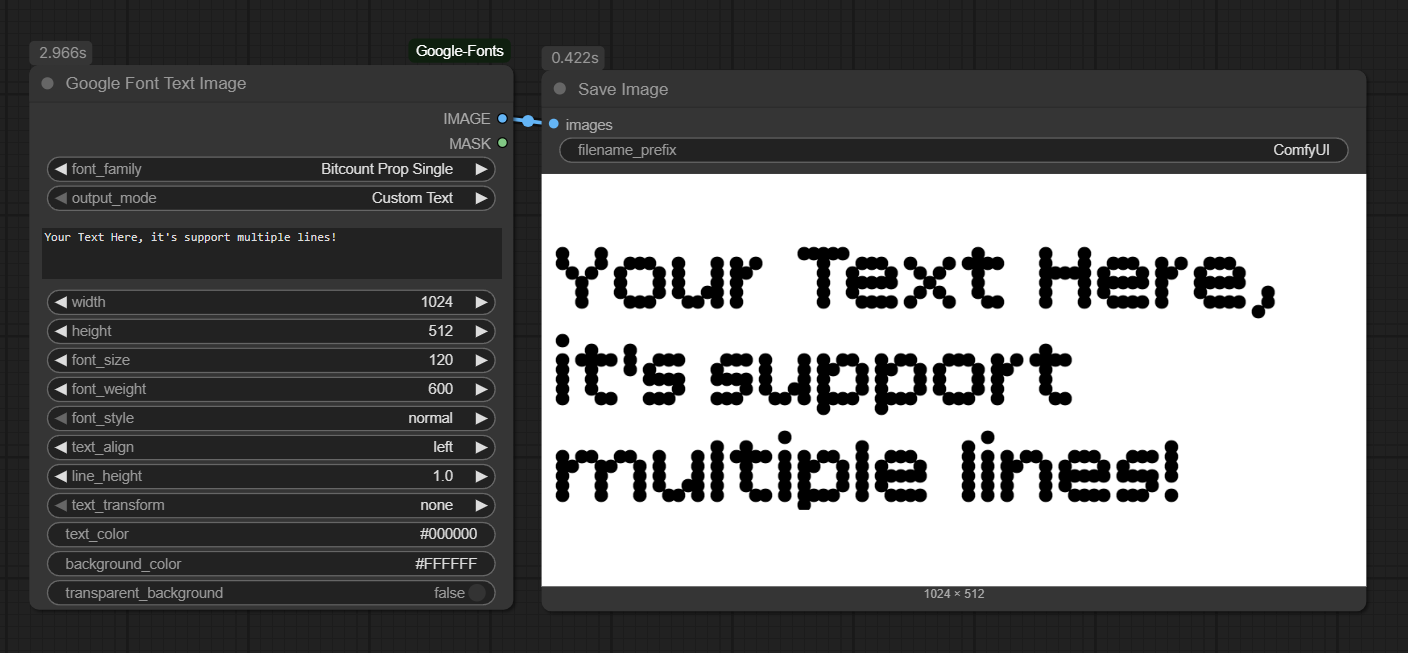 2.966s
Google-Fonts
Google Font Text Image
IMAGE
MASK
font_family Bitcount Prop Single
output_mode Custom Text
Your Text Here, it's support multiple lines!
width 1024
height 512
font_size 120
font_weight 600
font_style normal
text_align left
line_height 1.0
text_transform none
text_color #000000
background_color #FFFFFF
transparent_background false
0.422s
Save Image
images
filename_prefix ComfyUI
Your Text Here,
it's support
multiple lines!
1024 × 512